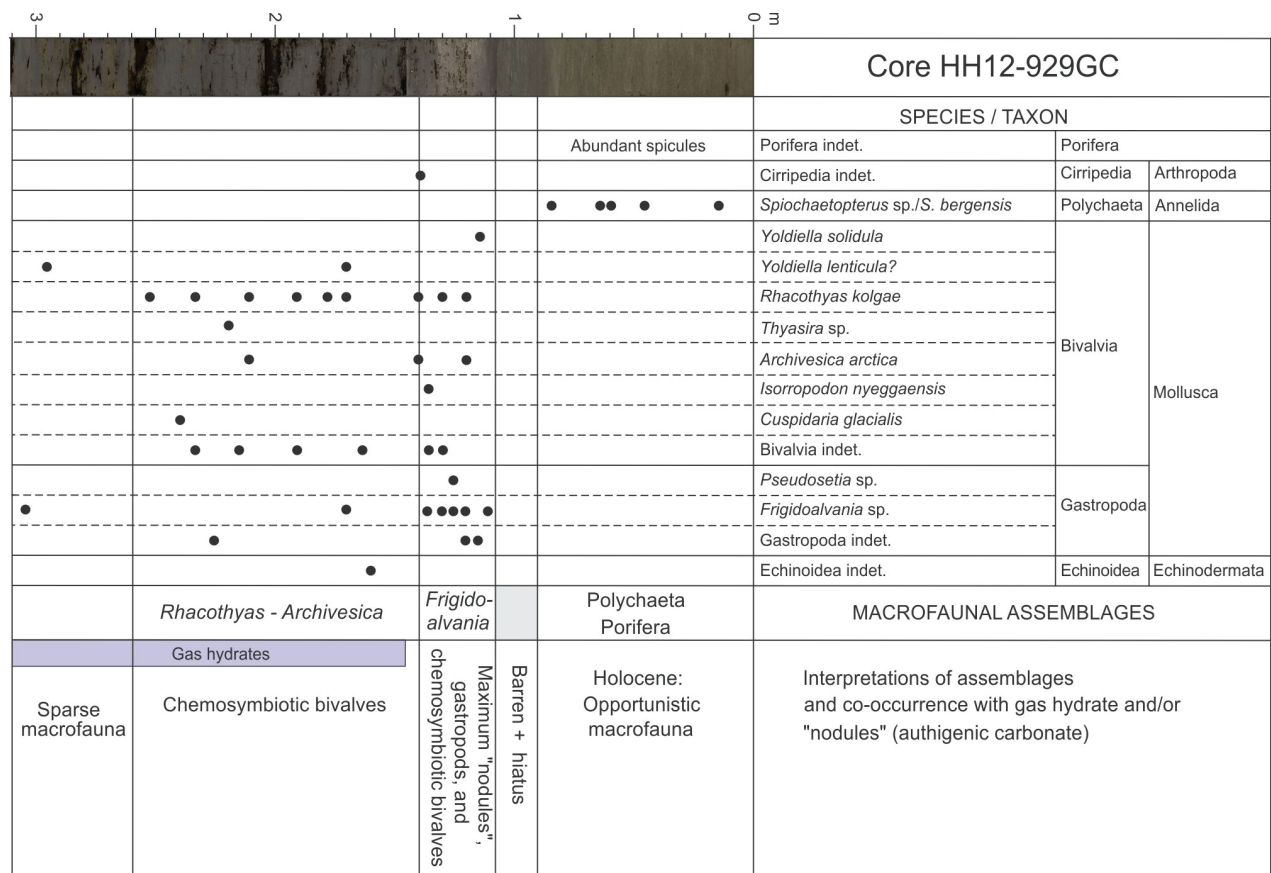 3
2
1
0 m
Core HH12-929GC
SPECIES / TAXON
Abundant spicules
Porifera indet.
Porifera
Cirripedia indet.
Cirripedia
Arthropoda
Spiochaetopterus sp./S. bergensis
Polychaeta
Annelida
Yoldiella solidula
Yoldiella lenticula?
Rhacothyas kolgae
Thyasira sp.
Bivalvia
Archivesica arctica
Isorropodon nyeggaensis
Mollusca
Cuspidaria glacialis
Bivalvia indet.
Pseudosetia sp.
Frigidoalvania sp.
Gastropoda
Gastropoda indet.
Echinoidea indet.
Echinoidea
Echinodermata
Rhacothyas - Archivesica
Frigido-
alvania
Polychaeta
Porifera
MACROFAUNAL ASSEMBLAGES
Gas hydrates
Sparse
macrofauna
Chemosymbiotic bivalves
Maximum "nodules",
gastropods, and
chemosymbiotic bivalves
Barren + hiatus
Holocene:
Opportunistic
macrofauna
Interpretations of assemblages
and co-occurrence with gas hydrate and/or
"nodules" (authigenic carbonate)